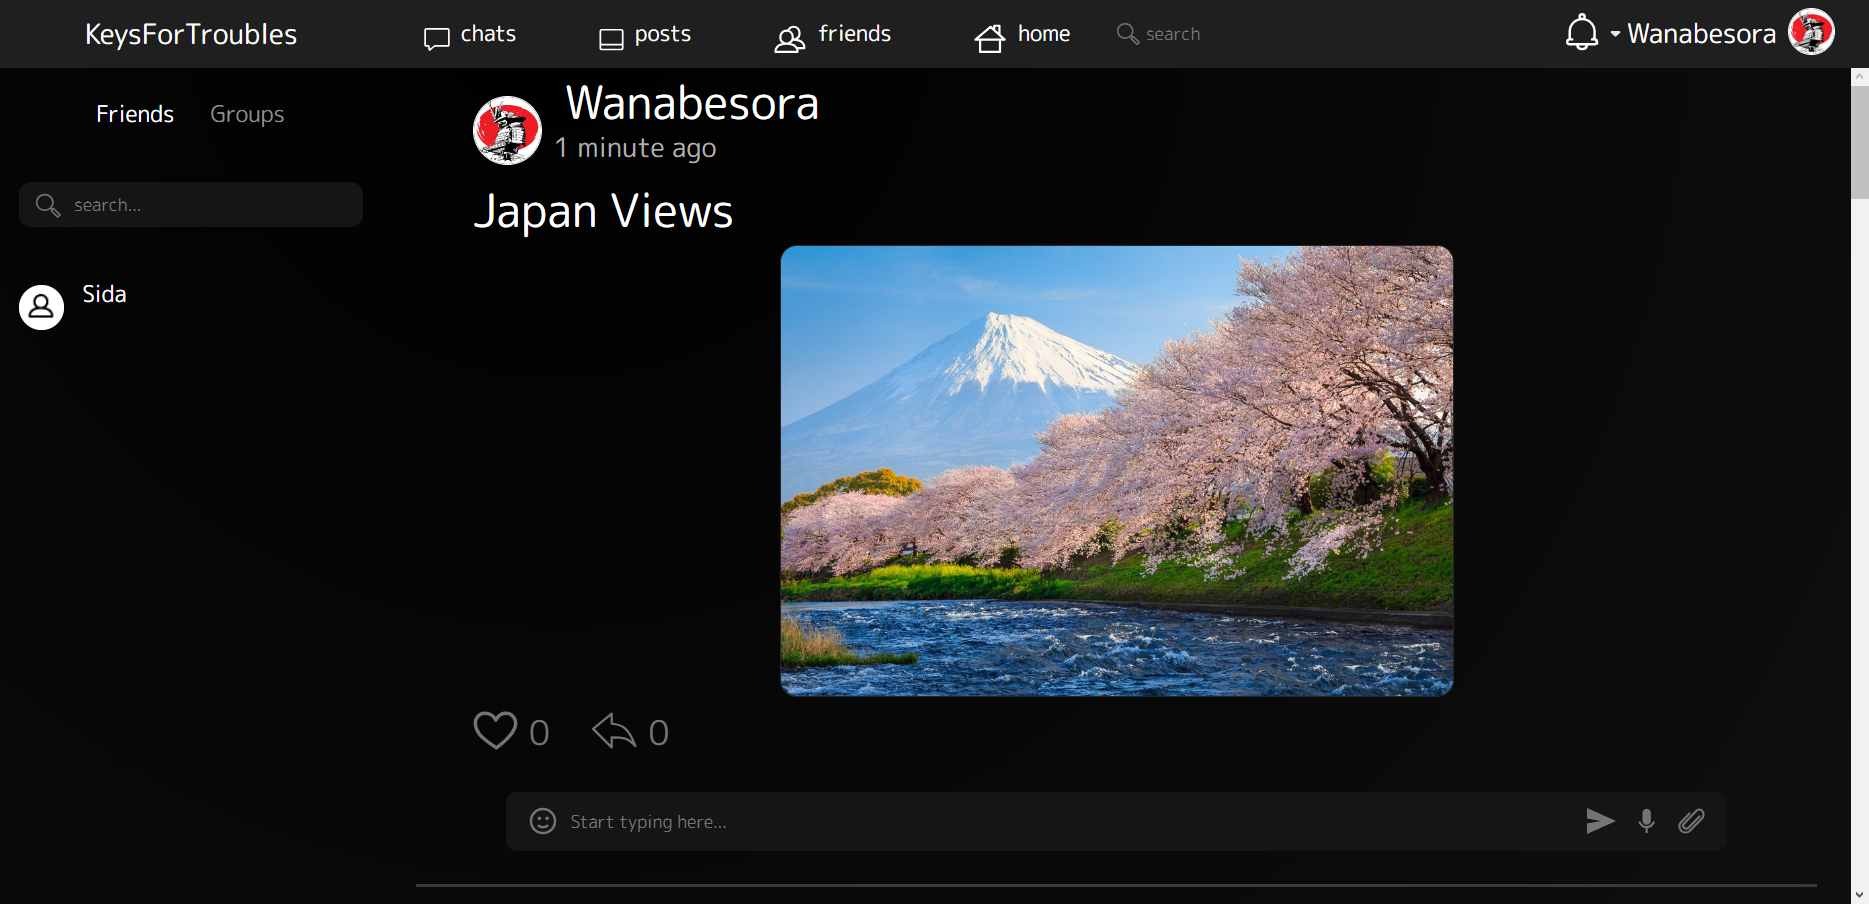 KeysForTroubles
chats
posts
friends
home
search
Wanabesora
Friends
Groups
search...
Sida
Wanabesora
1 minute ago
Japan Views
0
0
Start typing here...